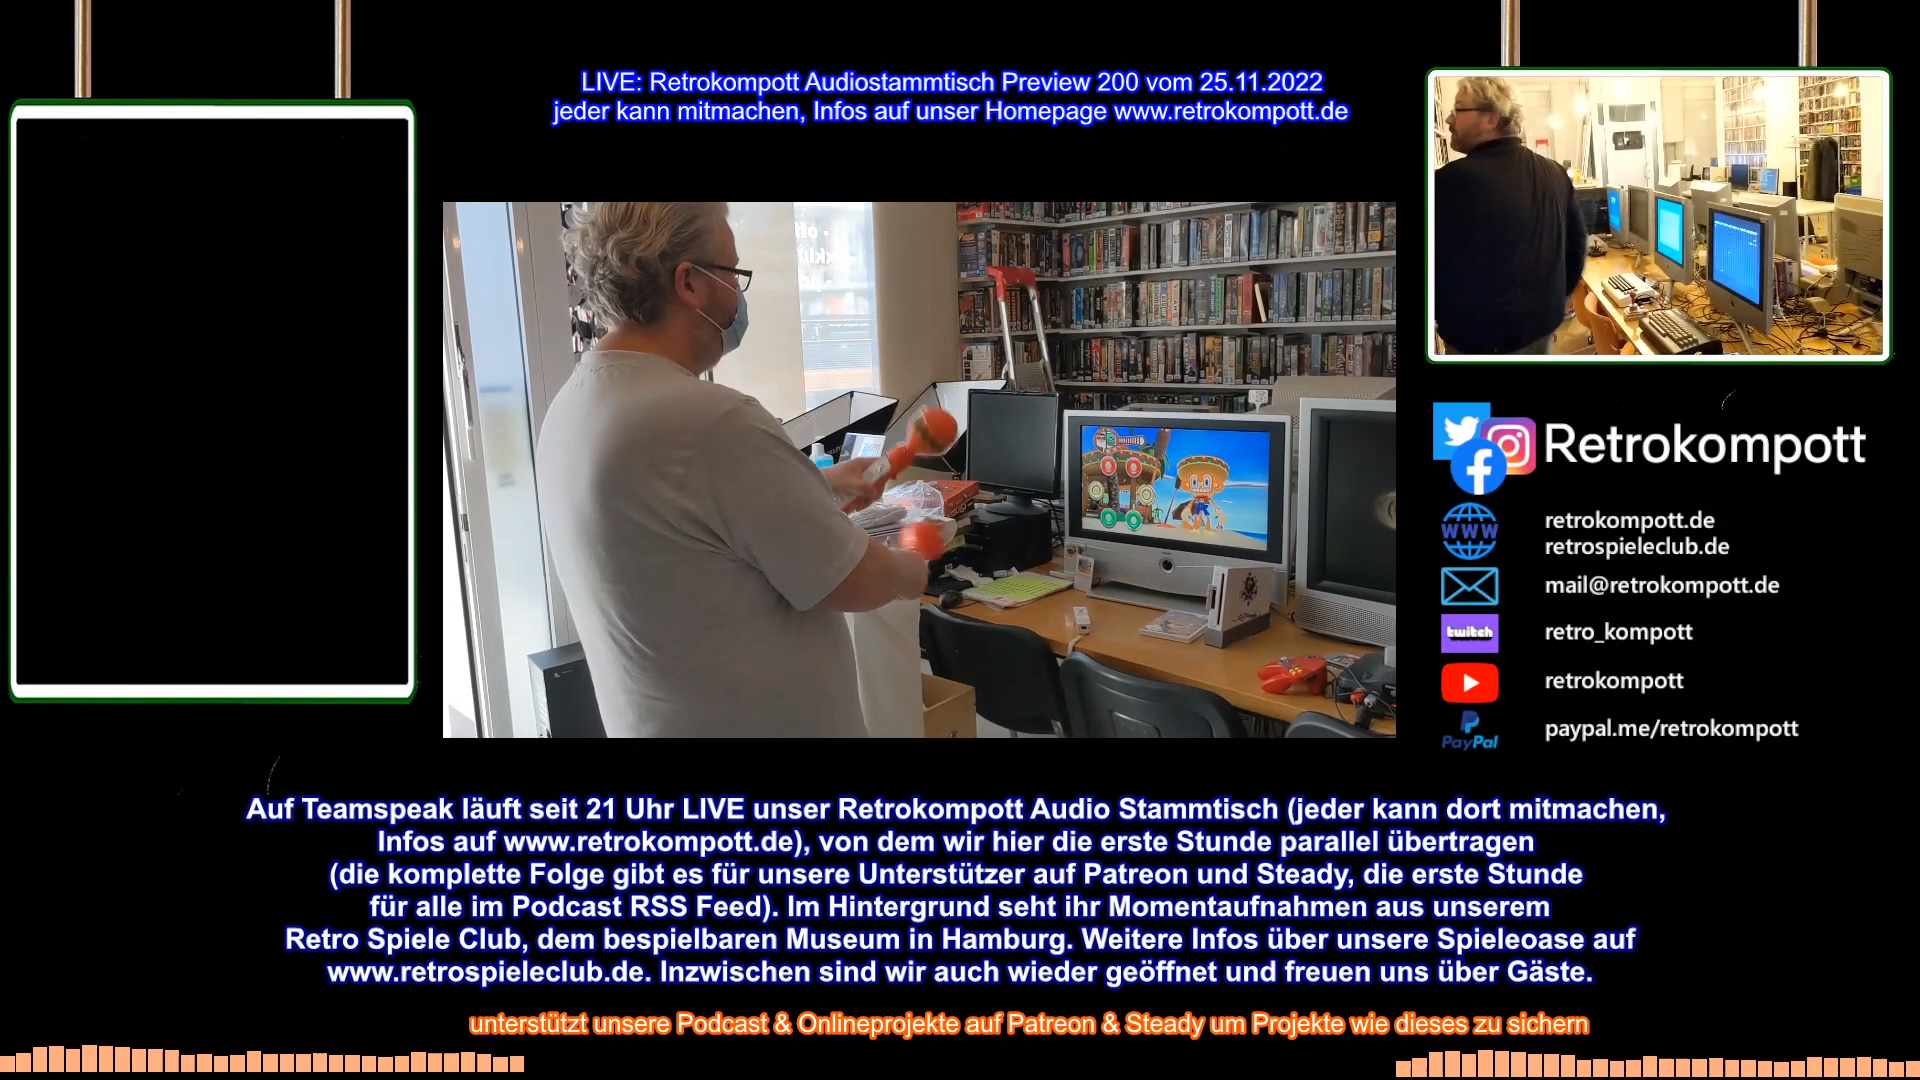 LIVE: Retrokompott Audiostammtisch Preview 200 vom 25.11.2022
jeder kann mitmachen, Infos auf unser Homepage www.retrokompott.de
Retrokompott
WWW
retrokompott.de
retrospieleclub.de
mail@retrokompott.de
twitch
retro_kompott
retrokompott
PayPal
paypal.me/retrokompott
Auf Teamspeak läuft seit 21 Uhr LIVE unser Retrokompott Audio Stammtisch (jeder kann dort mitmachen,
Infos auf www.retrokompott.de), von dem wir hier die erste Stunde parallel übertragen
(die komplette Folge gibt es für unsere Unterstützer auf Patreon und Steady, die erste Stunde
für alle im Podcast RSS Feed). Im Hintergrund seht ihr Momentaufnahmen aus unserem
Retro Spiele Club, dem bespielbaren Museum in Hamburg. Weitere Infos über unsere Spieleoase auf
www.retrospieleclub.de. Inzwischen sind wir auch wieder geöffnet und freuen uns über Gäste.
unterstützt unsere Podcast & Onlineprojekte auf Patreon & Steady um Projekte wie dieses zu sichern